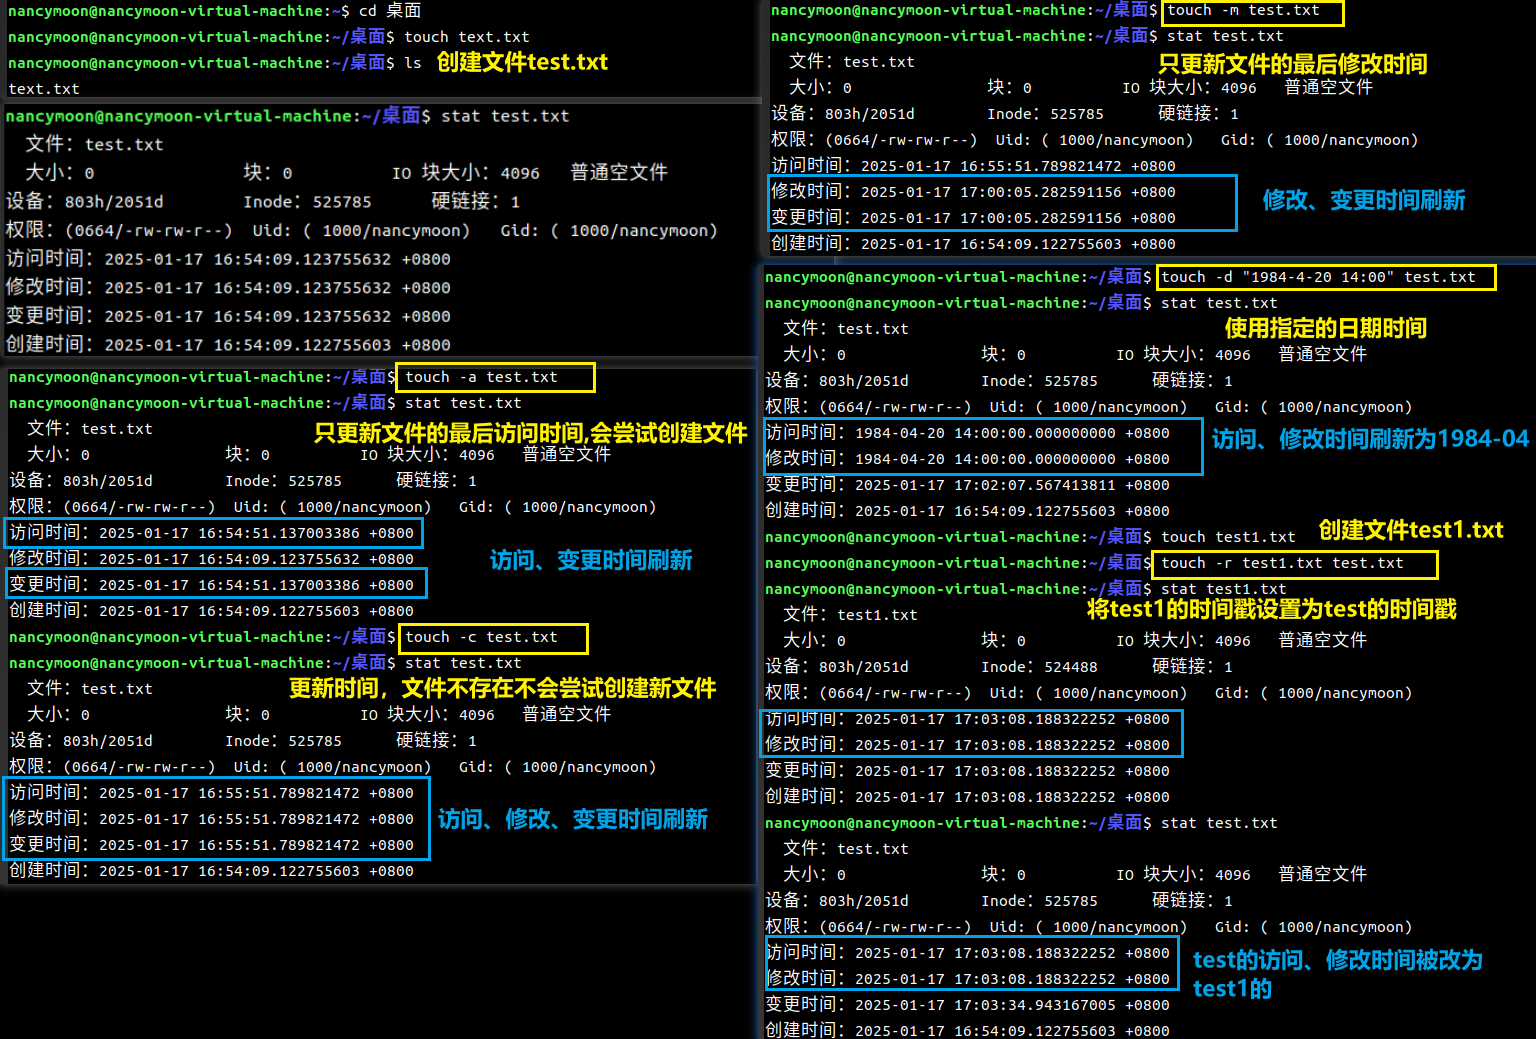 nancymoon@nancymoon-virtual-machine:~$ cd 桌面
nancymoon@nancymoon-virtual-machine:~/桌面$ touch text.txt
nancymoon@nancymoon-virtual-machine:~/桌面$ ls
创建文件test.txt
text.txt
nancymoon@nancymoon-virtual-machine:~/桌面$ stat test.txt
文件：test.txt
大小：0 块：0 IO 块大小：4096 普通空文件
设备：803h/2051d Inode：525785 硬链接：1
权限：(0664/-rw-rw-r--) Uid: ( 1000/nancymoon) Gid: ( 1000/nancymoon)
访问时间：2025-01-17 16:54:09.123755632 +0800
修改时间：2025-01-17 16:54:09.123755632 +0800
变更时间：2025-01-17 16:54:09.123755632 +0800
创建时间：2025-01-17 16:54:09.122755603 +0800
nancymoon@nancymoon-virtual-machine:~/桌面$ touch -a test.txt
nancymoon@nancymoon-virtual-machine:~/桌面$ stat test.txt
文件：test.txt
只更新文件的最后访问时间,会尝试创建文件
大小：0 块：0 IO 块大小：4096 普通空文件
设备：803h/2051d Inode：525785 硬链接：1
权限：(0664/-rw-rw-r--) Uid: ( 1000/nancymoon) Gid: ( 1000/nancymoon)
访问时间：2025-01-17 16:54:51.137003386 +0800
修改时间：2025-01-17 16:54:09.123755632 +0800
访问、变更时间刷新
变更时间：2025-01-17 16:54:51.137003386 +0800
创建时间：2025-01-17 16:54:09.122755603 +0800
nancymoon@nancymoon-virtual-machine:~/桌面$ touch -c test.txt
nancymoon@nancymoon-virtual-machine:~/桌面$ stat test.txt
文件：test.txt
更新时间，文件不存在不会尝试创建新文件
大小：0 块：0 IO 块大小：4096 普通空文件
设备：803h/2051d Inode：525785 硬链接：1
权限：(0664/-rw-rw-r--) Uid: ( 1000/nancymoon) Gid: ( 1000/nancymoon)
访问时间：2025-01-17 16:55:51.789821472 +0800
修改时间：2025-01-17 16:55:51.789821472 +0800
访问、修改、变更时间刷新
变更时间：2025-01-17 16:55:51.789821472 +0800
创建时间：2025-01-17 16:54:09.122755603 +0800
nancymoon@nancymoon-virtual-machine:~/桌面$ touch -m test.txt
nancymoon@nancymoon-virtual-machine:~/桌面$ stat test.txt
文件：test.txt
只更新文件的最后修改时间
大小：0 块：0 IO 块大小：4096 普通空文件
设备：803h/2051d Inode：525785 硬链接：1
权限：(0664/-rw-rw-r--) Uid: ( 1000/nancymoon) Gid: ( 1000/nancymoon)
访问时间：2025-01-17 16:55:51.789821472 +0800
修改时间：2025-01-17 17:00:05.282591156 +0800
修改、变更时间刷新
变更时间：2025-01-17 17:00:05.282591156 +0800
创建时间：2025-01-17 16:54:09.122755603 +0800
nancymoon@nancymoon-virtual-machine:~/桌面$ touch -d "1984-4-20 14:00" test.txt
nancymoon@nancymoon-virtual-machine:~/桌面$ stat test.txt
文件：test.txt
使用指定的日期时间
大小：0 块：0 IO 块大小：4096 普通空文件
设备：803h/2051d Inode：525785 硬链接：1
权限：(0664/-rw-rw-r--) Uid: ( 1000/nancymoon) Gid: ( 1000/nancymoon)
访问时间：1984-04-20 14:00:00.000000000 +0800
访问、修改时间刷新为1984-04
修改时间：1984-04-20 14:00:00.000000000 +0800
变更时间：2025-01-17 17:02:07.567413811 +0800
创建时间：2025-01-17 16:54:09.122755603 +0800
nancymoon@nancymoon-virtual-machine:~/桌面$ touch test1.txt
创建文件test1.txt
nancymoon@nancymoon-virtual-machine:~/桌面$ touch -r test1.txt test.txt
nancymoon@nancymoon-virtual-machine:~/桌面$ stat test1.txt
将test1的时间戳设置为test的时间戳
文件：test1.txt
大小：0 块：0 IO 块大小：4096 普通空文件
设备：803h/2051d Inode：524488 硬链接：1
权限：(0664/-rw-rw-r--) Uid: ( 1000/nancymoon) Gid: ( 1000/nancymoon)
访问时间：2025-01-17 17:03:08.188322252 +0800
修改时间：2025-01-17 17:03:08.188322252 +0800
变更时间：2025-01-17 17:03:08.188322252 +0800
创建时间：2025-01-17 17:03:08.188322252 +0800
nancymoon@nancymoon-virtual-machine:~/桌面$ stat test.txt
文件：test.txt
大小：0 块：0 IO 块大小：4096 普通空文件
设备：803h/2051d Inode：525785 硬链接：1
权限：(0664/-rw-rw-r--) Uid: ( 1000/nancymoon) Gid: ( 1000/nancymoon)
访问时间：2025-01-17 17:03:08.188322252 +0800
修改时间：2025-01-17 17:03:08.188322252 +0800
test的访问、修改时间被改为
test1的
变更时间：2025-01-17 17:03:34.943167005 +0800
创建时间：2025-01-17 16:54:09.122755603 +0800